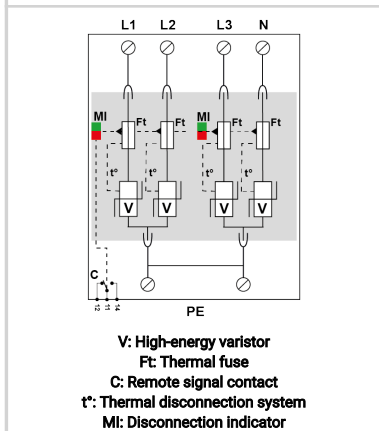 L1 L2 L3 N
MI Ft Ft MI Ft Ft
t° t° t° t°
V V V V
C
12 11 14
PE
V: High-energy varistor
Ft: Thermal fuse
C: Remote signal contact
t°: Thermal disconnection system
MI: Disconnection indicator